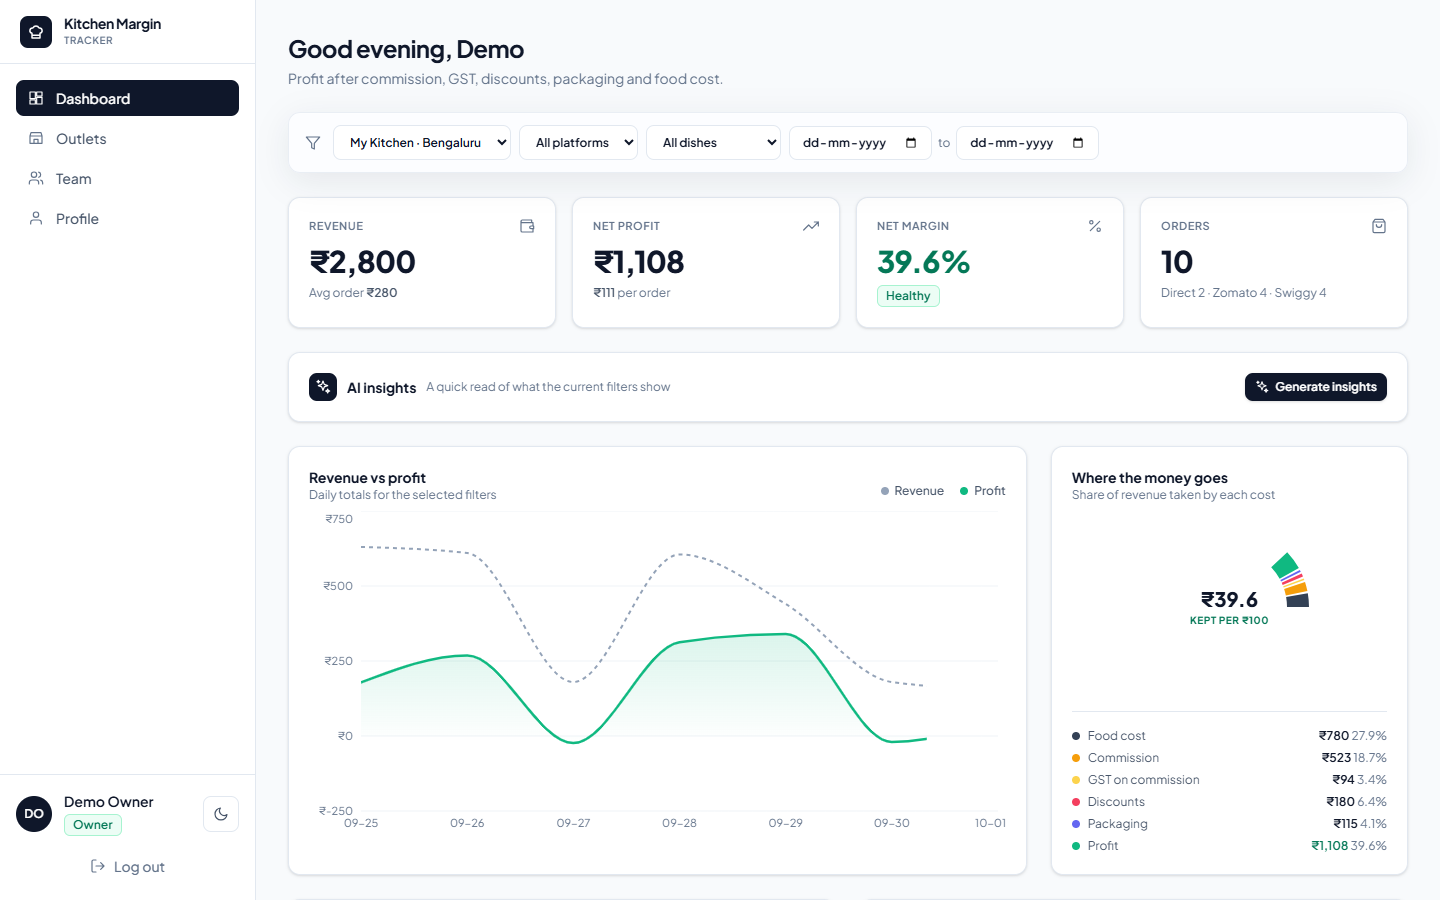 Kitchen Margin
TRACKER
Dashboard
Outlets
Team
Profile
DO
Demo Owner
Owner
Log out
Good evening, Demo
Profit after commission, GST, discounts, packaging and food cost.
My Kitchen · Bengaluru
All platforms
All dishes
dd-mm-yyyy
to
dd-mm-yyyy
REVENUE
₹2,800
Avg order ₹280
NET PROFIT
₹1,108
₹111 per order
NET MARGIN
39.6%
Healthy
ORDERS
10
Direct 2 · Zomato 4 · Swiggy 4
AI insights
A quick read of what the current filters show
Generate insights
Revenue vs profit
Daily totals for the selected filters
Revenue
Profit
₹750
₹500
₹250
₹0
₹-250
09-25
09-26
09-27
09-28
09-29
09-30
10-01
Where the money goes
Share of revenue taken by each cost
₹39.6
KEPT PER ₹100
Food cost ₹780 27.9%
Commission ₹523 18.7%
GST on commission ₹94 3.4%
Discounts ₹180 6.4%
Packaging ₹115 4.1%
Profit ₹1,108 39.6%